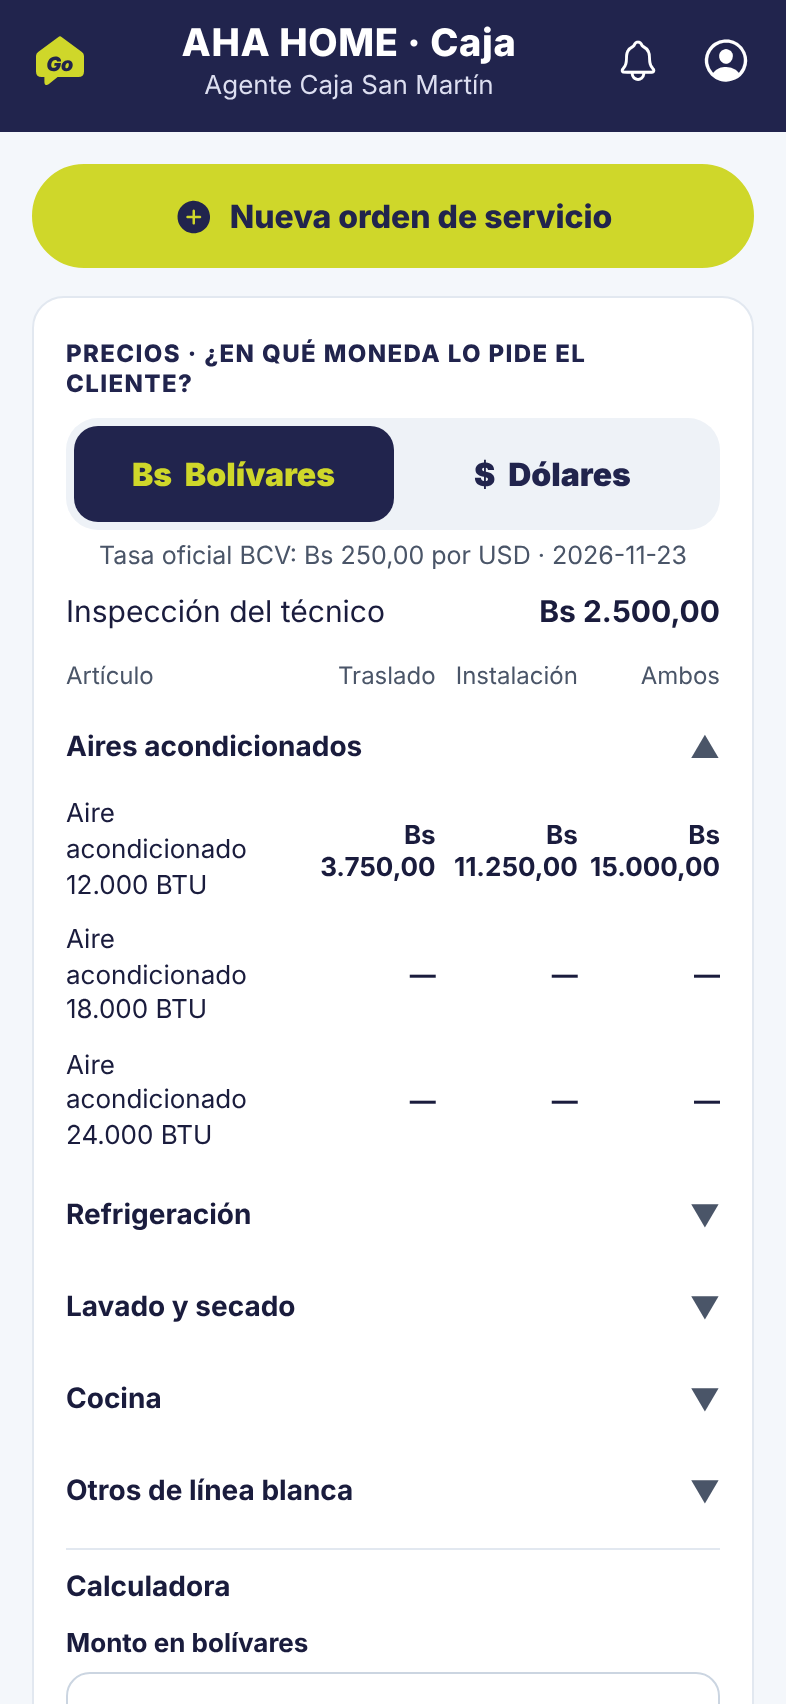 Go
AHA HOME · Caja
Agente Caja San Martín
Nueva orden de servicio
PRECIOS · ¿EN QUÉ MONEDA LO PIDE EL
CLIENTE?
Bs Bolívares
$ Dólares
Tasa oficial BCV: Bs 250,00 por USD · 2026-11-23
Inspección del técnico Bs 2.500,00
Artículo Traslado Instalación Ambos
Aires acondicionados ▲
Aire
acondicionado
12.000 BTU
Bs
3.750,00
Bs
11.250,00
Bs
15.000,00
Aire
acondicionado
18.000 BTU
— — —
Aire
acondicionado
24.000 BTU
— — —
Refrigeración ▼
Lavado y secado ▼
Cocina ▼
Otros de línea blanca ▼
Calculadora
Monto en bolívares